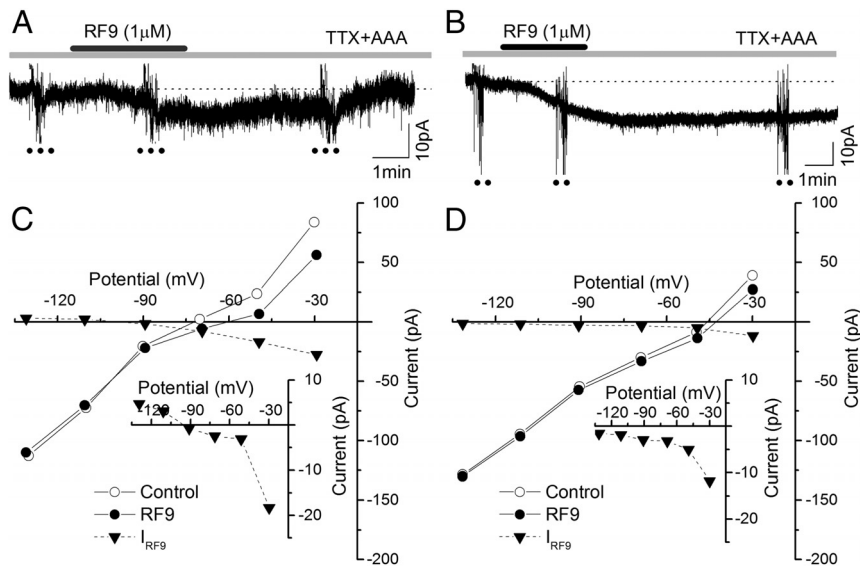 A
RF9 (1μM)
TTX+AAA
10pA
1min
B
RF9 (1μM)
TTX+AAA
10pA
1min
C
Potential (mV)
-120 -90 -60 -30
100
50
-50
-100
-150
-200
Current (pA)
Potential (mV)
-120 -90 -60 -30
10
-10
-20
Current (pA)
Control
RF9
IRF9
D
Potential (mV)
-120 -90 -60 -30
100
50
-50
-100
-150
-200
Current (pA)
Potential (mV)
-120 -90 -60 -30
10
-10
-20
Current (pA)
Control
RF9
IRF9